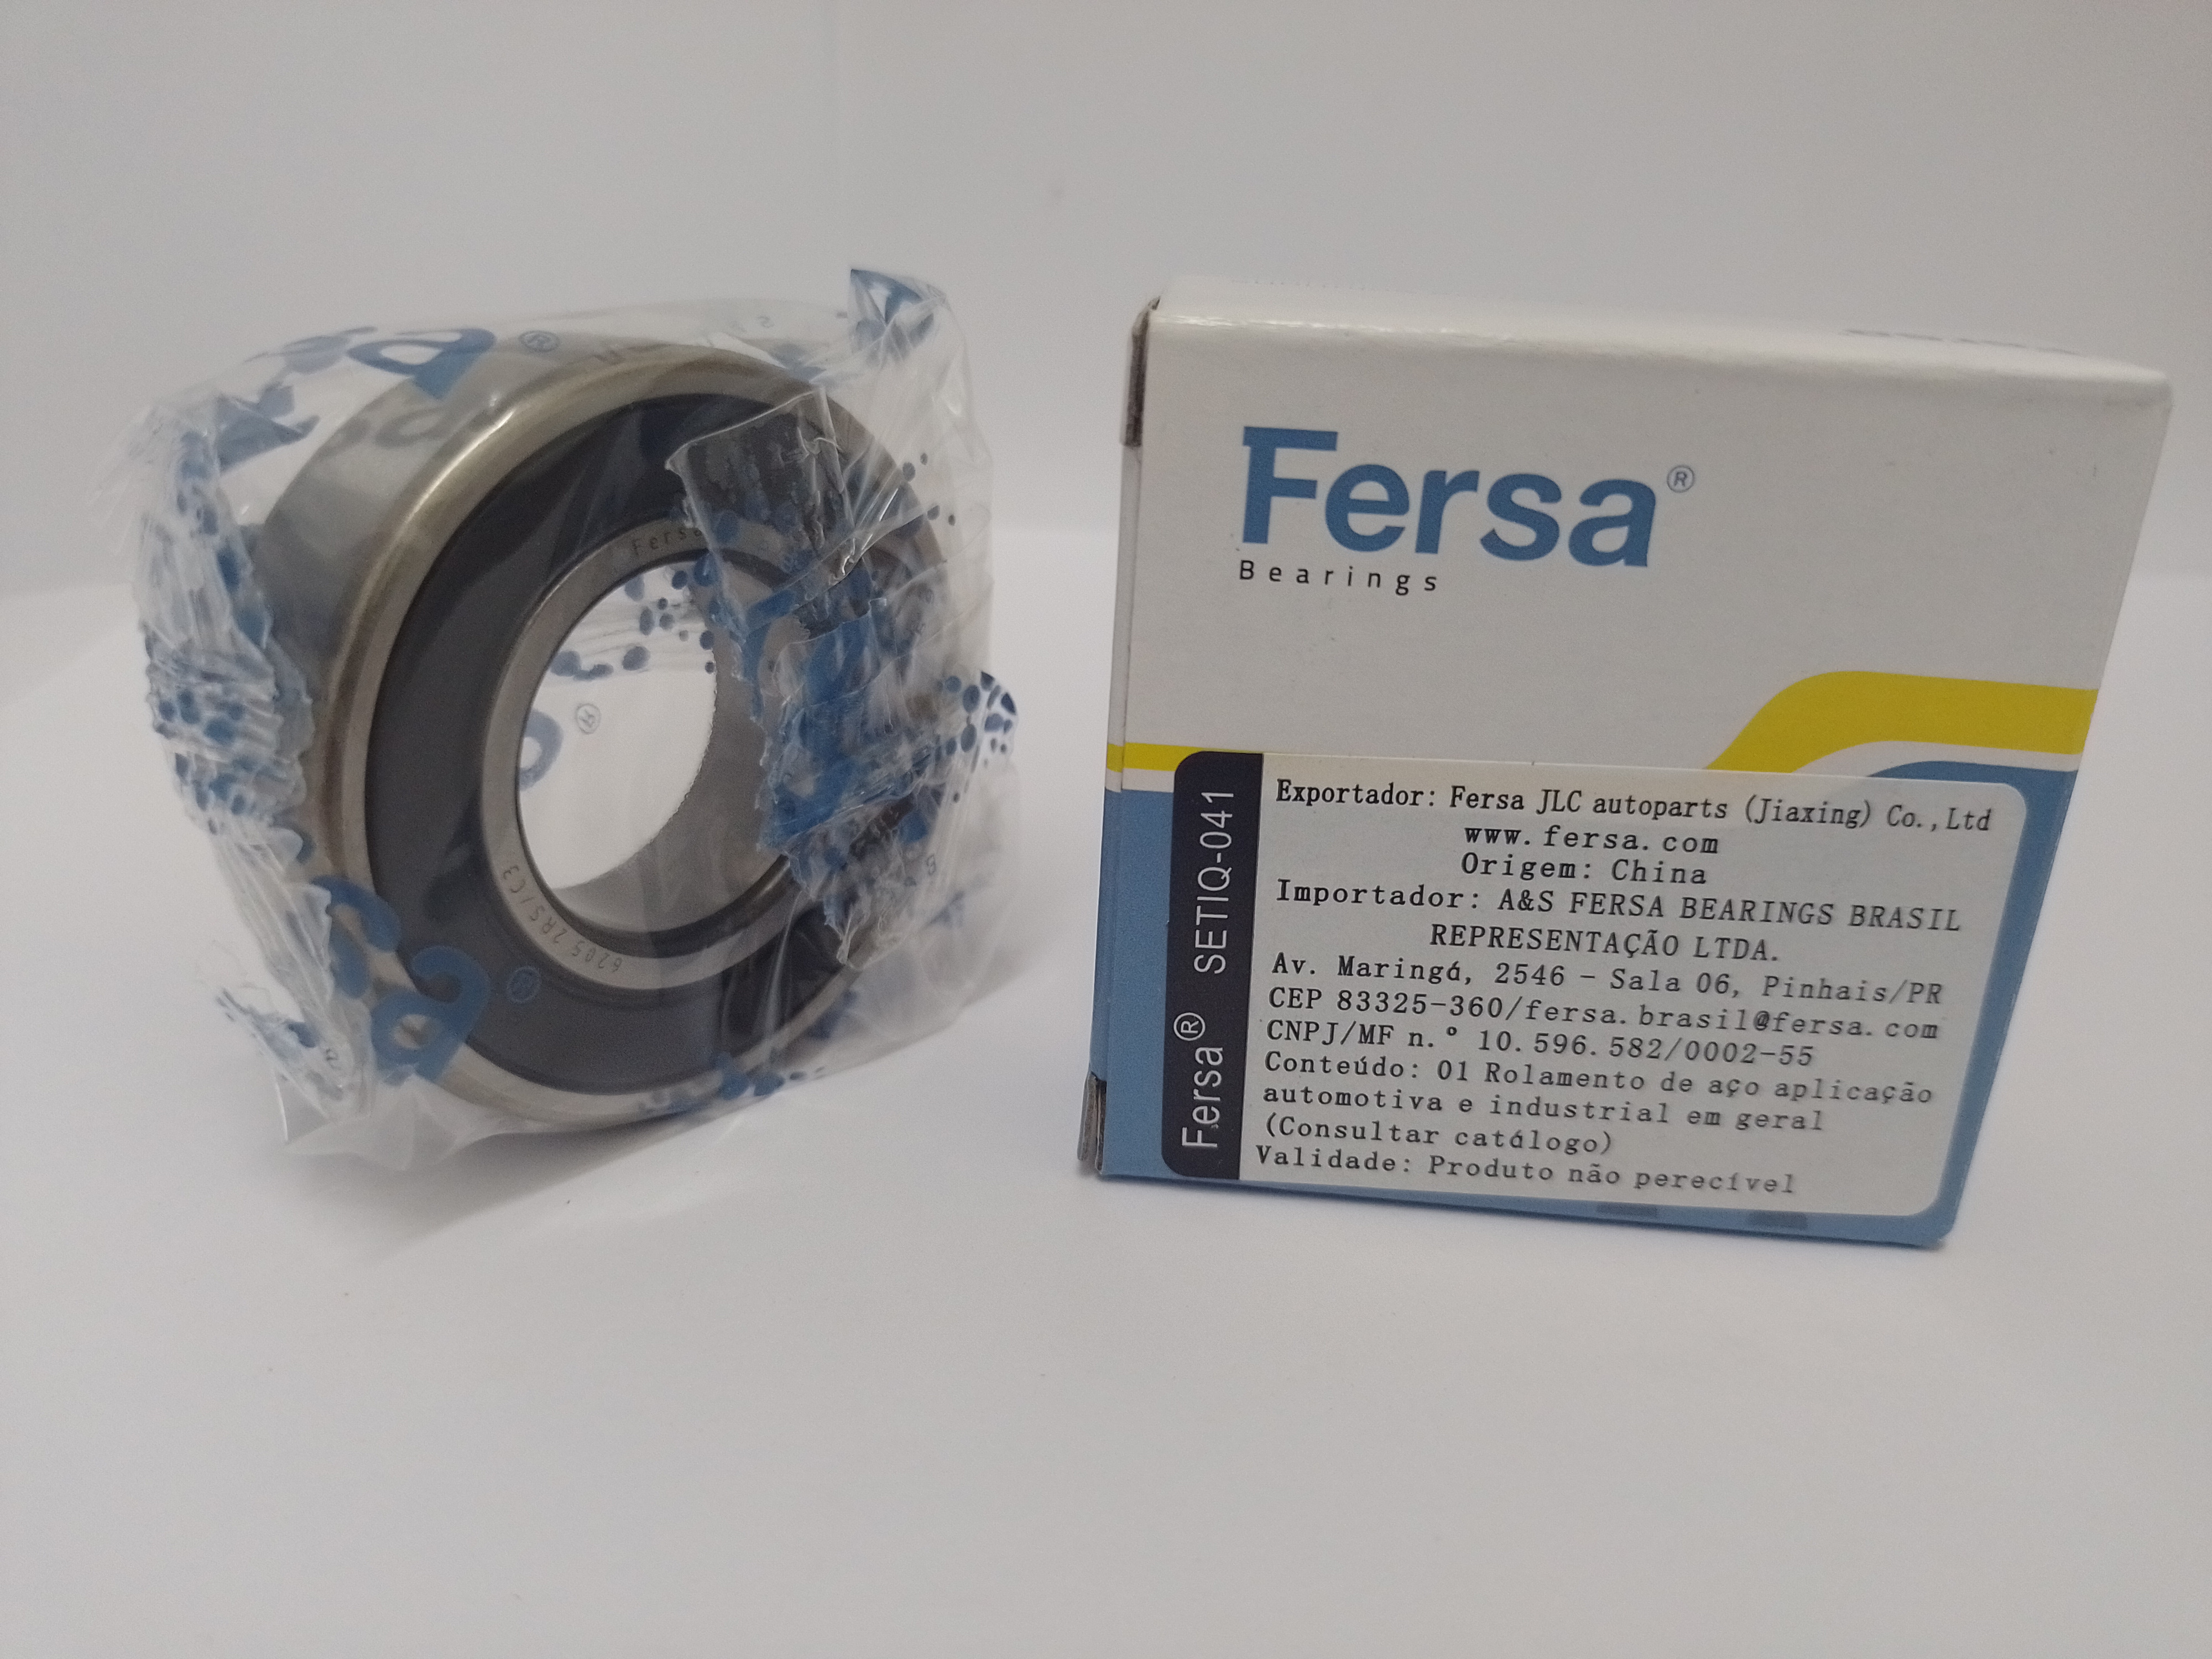 Fersa®
Bearings
Fersa® SETIQ-041
Exportador: Fersa JLC autoparts (Jiaxing) Co.,Ltd
www.fersa.com
Origem: China
Importador: A&S FERSA BEARINGS BRASIL
REPRESENTAÇÃO LTDA.
Av. Maringá, 2546 - Sala 06, Pinhais/PR
CEP 83325-360/fersa.brasil@fersa.com
CNPJ/MF n.º 10.596.582/0002-55
Conteúdo: 01 Rolamento de aço aplicação
automotiva e industrial em geral
(Consultar catálogo)
Validade: Produto não perecível
Fersa
6205 2RS/C3